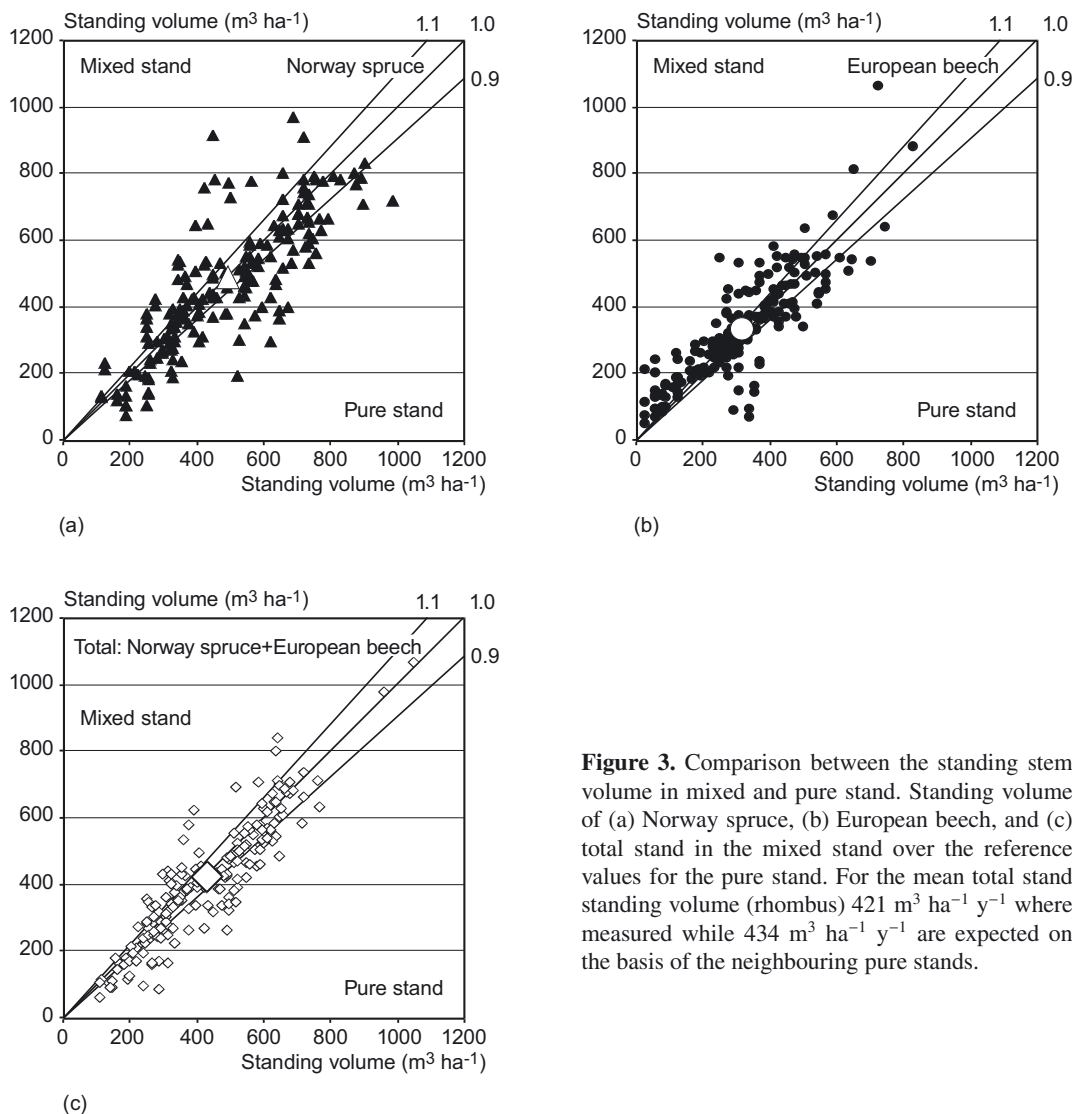 Standing volume (m³ ha-1) 1.1 1.0
1200
Mixed stand Norway spruce
0.9
1000
800
600
400
200
Pure stand
0
0 200 400 600 800 1000 1200
Standing volume (m³ ha-1)
(a)
Standing volume (m³ ha-1) 1.1 1.0
1200
Mixed stand European beech
0.9
1000
800
600
400
200
Pure stand
0
0 200 400 600 800 1000 1200
Standing volume (m³ ha-1)
(b)
Standing volume (m³ ha-1) 1.1 1.0
1200
Total: Norway spruce+European beech
0.9
1000
Mixed stand
800
600
400
200
Pure stand
0
0 200 400 600 800 1000 1200
Standing volume (m³ ha-1)
(c)
Figure 3. Comparison between the standing stem
volume in mixed and pure stand. Standing volume
of (a) Norway spruce, (b) European beech, and (c)
total stand in the mixed stand over the reference
values for the pure stand. For the mean total stand
standing volume (rhombus) 421 m³ ha⁻¹ y⁻¹ where
measured while 434 m³ ha⁻¹ y⁻¹ are expected on
the basis of the neighbouring pure stands.